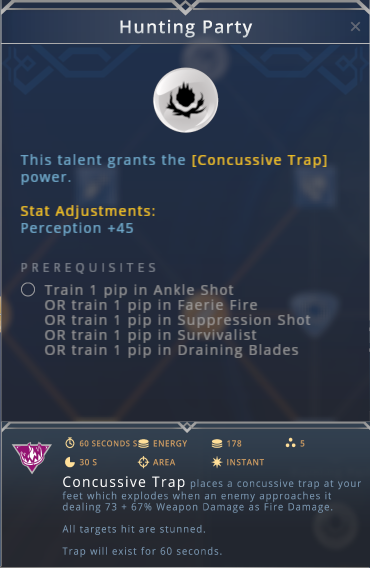 Hunting Party
This talent grants the [Concussive Trap]
power.
Stat Adjustments:
Perception +45
PREREQUISITES
Train 1 pip in Ankle Shot
OR train 1 pip in Faerie Fire
OR train 1 pip in Suppression Shot
OR train 1 pip in Survivalist
OR train 1 pip in Draining Blades
60 SECONDS S ENERGY 178 5
30 S AREA INSTANT
Concussive Trap places a concussive trap at your
feet which explodes when an enemy approaches it
dealing 73 + 67% Weapon Damage as Fire Damage.
All targets hit are stunned.
Trap will exist for 60 seconds.